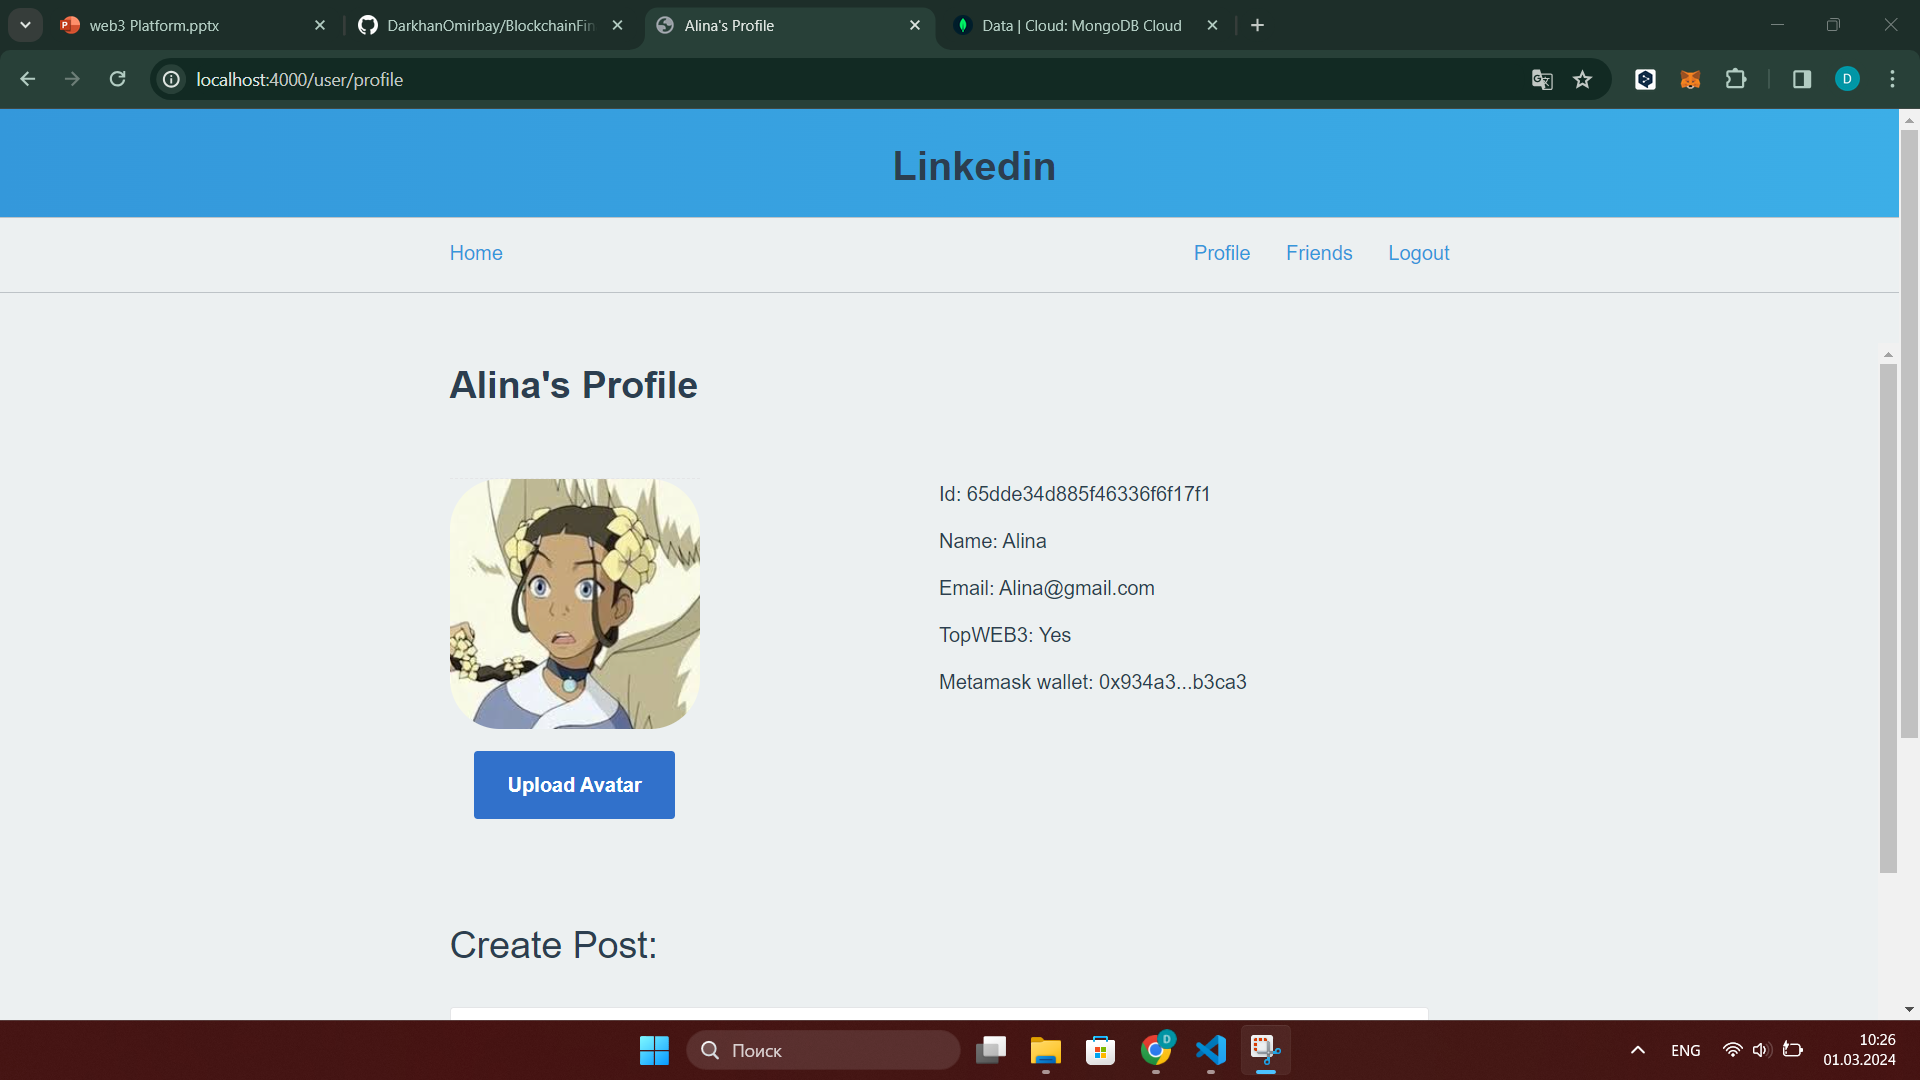 web3 Platform.pptx
DarkhanOmirbay/BlockchainFin
Alina's Profile
Data | Cloud: MongoDB Cloud
localhost:4000/user/profile
D
Linkedin
Home
Profile
Friends
Logout
Alina's Profile
Id: 65dde34d885f46336f6f17f1
Name: Alina
Email: Alina@gmail.com
TopWEB3: Yes
Metamask wallet: 0x934a3...b3ca3
Upload Avatar
Create Post:
Поиск
D
ENG
10:26
01.03.2024